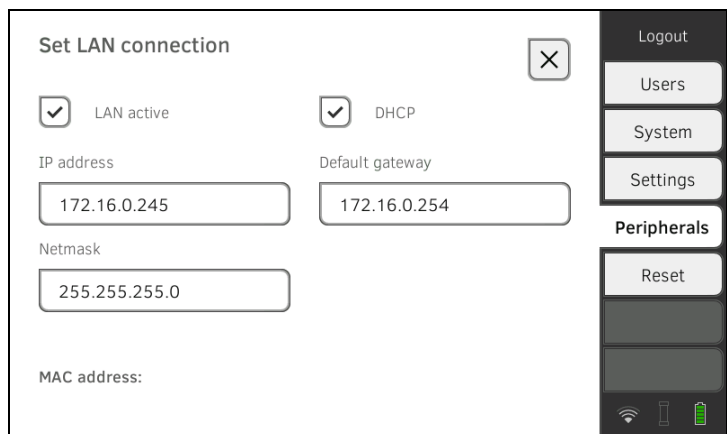 Set LAN connection
LAN active
DHCP
IP address
Default gateway
172.16.0.245
172.16.0.254
Netmask
255.255.255.0
MAC address:
Logout
Users
System
Settings
Peripherals
Reset